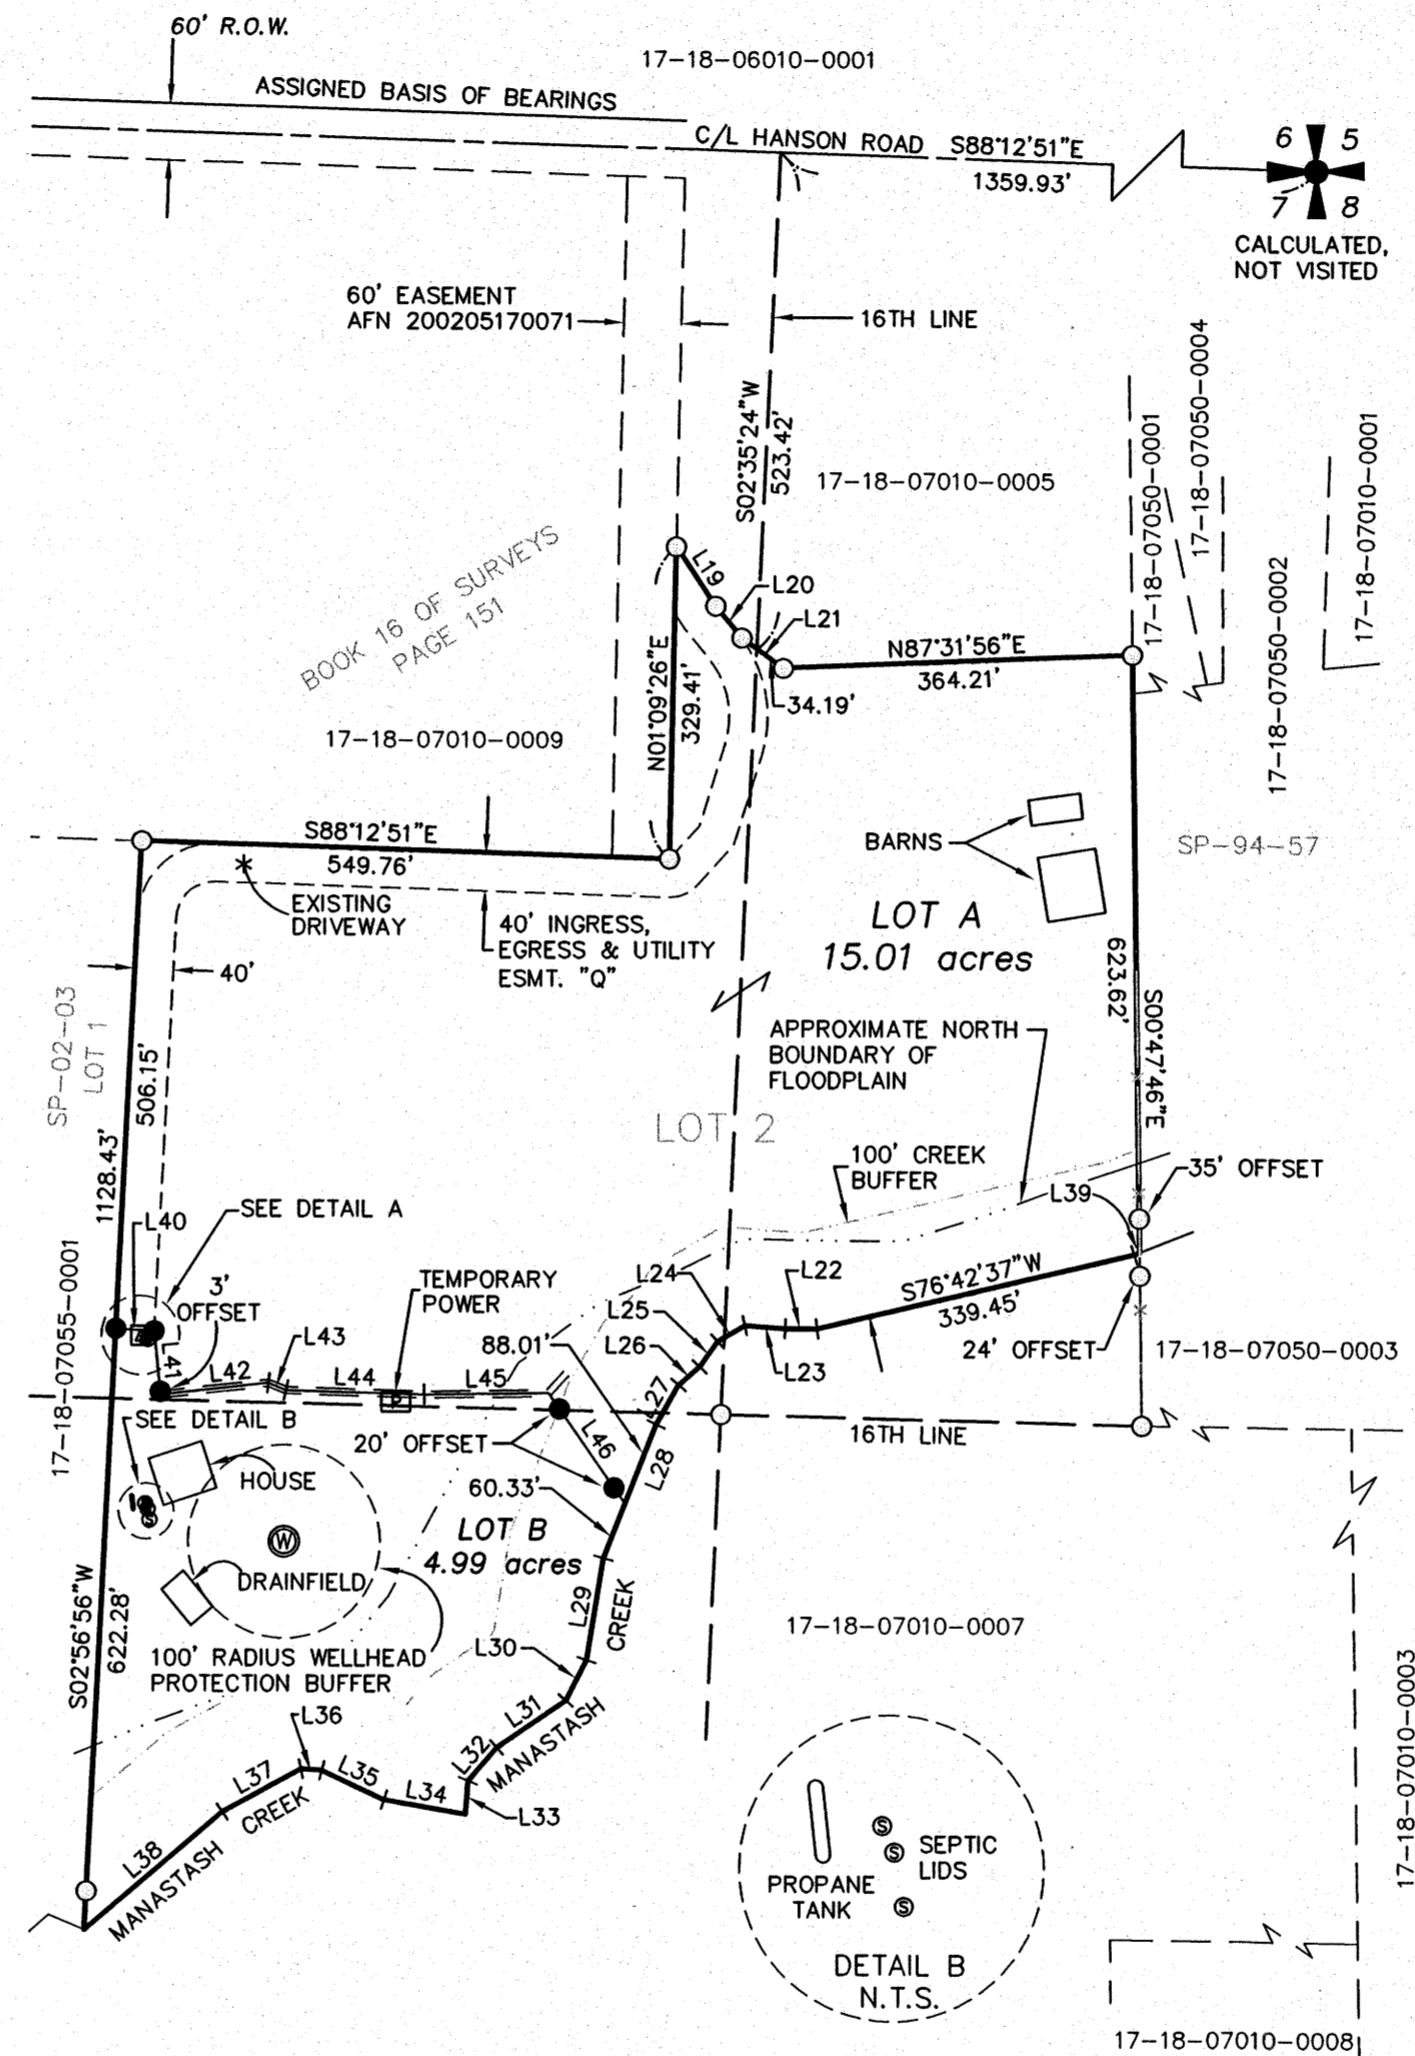 60' R.O.W.
17-18-06010-0001
ASSIGNED BASIS OF BEARINGS
C/L HANSON ROAD S88°12'51"E
1359.93'
6 5
7 8
CALCULATED,
NOT VISITED
60' EASEMENT
AFN 200205170071
16TH LINE
S02°35'24"W
523.42'
17-18-07010-0005
17-18-07050-0001
17-18-07050-0004
17-18-07050-0002
17-18-07010-0001
BOOK 16 OF SURVEYS
PAGE 151
L19
L20
L21
N87°31'56"E
364.21'
34.19'
N01°09'26"E
329.41'
17-18-07010-0009
S88°12'51"E
549.76'
EXISTING
DRIVEWAY
40' INGRESS,
EGRESS & UTILITY
ESMT. "Q"
40'
BARNS
SP-94-57
LOT A
15.01 acres
623.62'
S00°47'46"E
SP-02-03
LOT 1
506.15'
1128.43'
APPROXIMATE NORTH
BOUNDARY OF
FLOODPLAIN
LOT 2
100' CREEK
BUFFER
35' OFFSET
L39
L40
SEE DETAIL A
3'
OFFSET
TEMPORARY
POWER
P
L24
L22
S76°42'37"W
339.45'
L25
L26
L23
88.01'
24' OFFSET
17-18-07050-0003
17-18-07055-0001
L41
L42
L43
L44
L45
L27
SEE DETAIL B
20' OFFSET
L46
L28
16TH LINE
HOUSE
60.33'
W
LOT B
4.99 acres
S
DRAINFIELD
S02°56'56"W
622.28'
L29
CREEK
17-18-07010-0007
L30
100' RADIUS WELLHEAD
PROTECTION BUFFER
L31
L36
L32
MANASTASH
L37
L35
L34
L33
CREEK
L38
MANASTASH
17-18-07010-0003
S
S
SEPTIC
LIDS
PROPANE
TANK
S
DETAIL B
N.T.S.
17-18-07010-0008